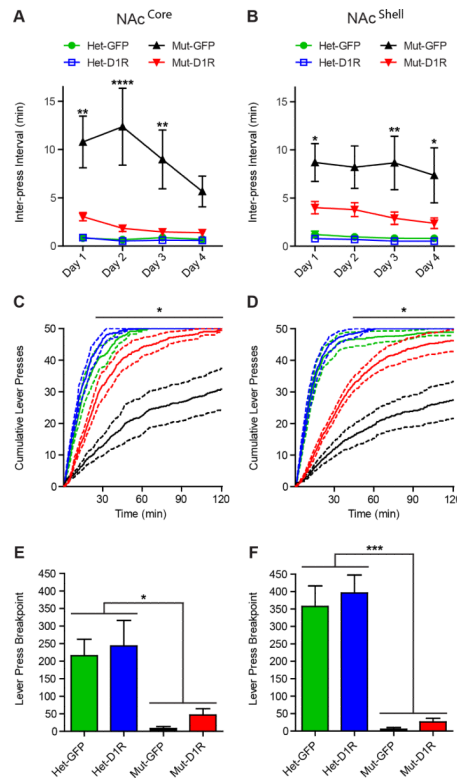 A
NAc Core
Het-GFP
Mut-GFP
Het-D1R
Mut-D1R
Inter-press Interval (min)
15
10
5
0
**
****
**
Day 1
Day 2
Day 3
Day 4
B
NAc Shell
Het-GFP
Mut-GFP
Het-D1R
Mut-D1R
Inter-press Interval (min)
15
10
5
0
*
**
*
Day 1
Day 2
Day 3
Day 4
C
*
Cumulative Lever Presses
50
40
30
20
10
0
30
60
90
120
Time (min)
D
*
Cumulative Lever Presses
50
40
30
20
10
0
30
60
90
120
Time (min)
E
Lever Press Breakpoint
450
400
350
300
250
200
150
100
50
0
*
Het-GFP
Het-D1R
Mut-GFP
Mut-D1R
F
Lever Press Breakpoint
450
400
350
300
250
200
150
100
50
0
***
Het-GFP
Het-D1R
Mut-GFP
Mut-D1R